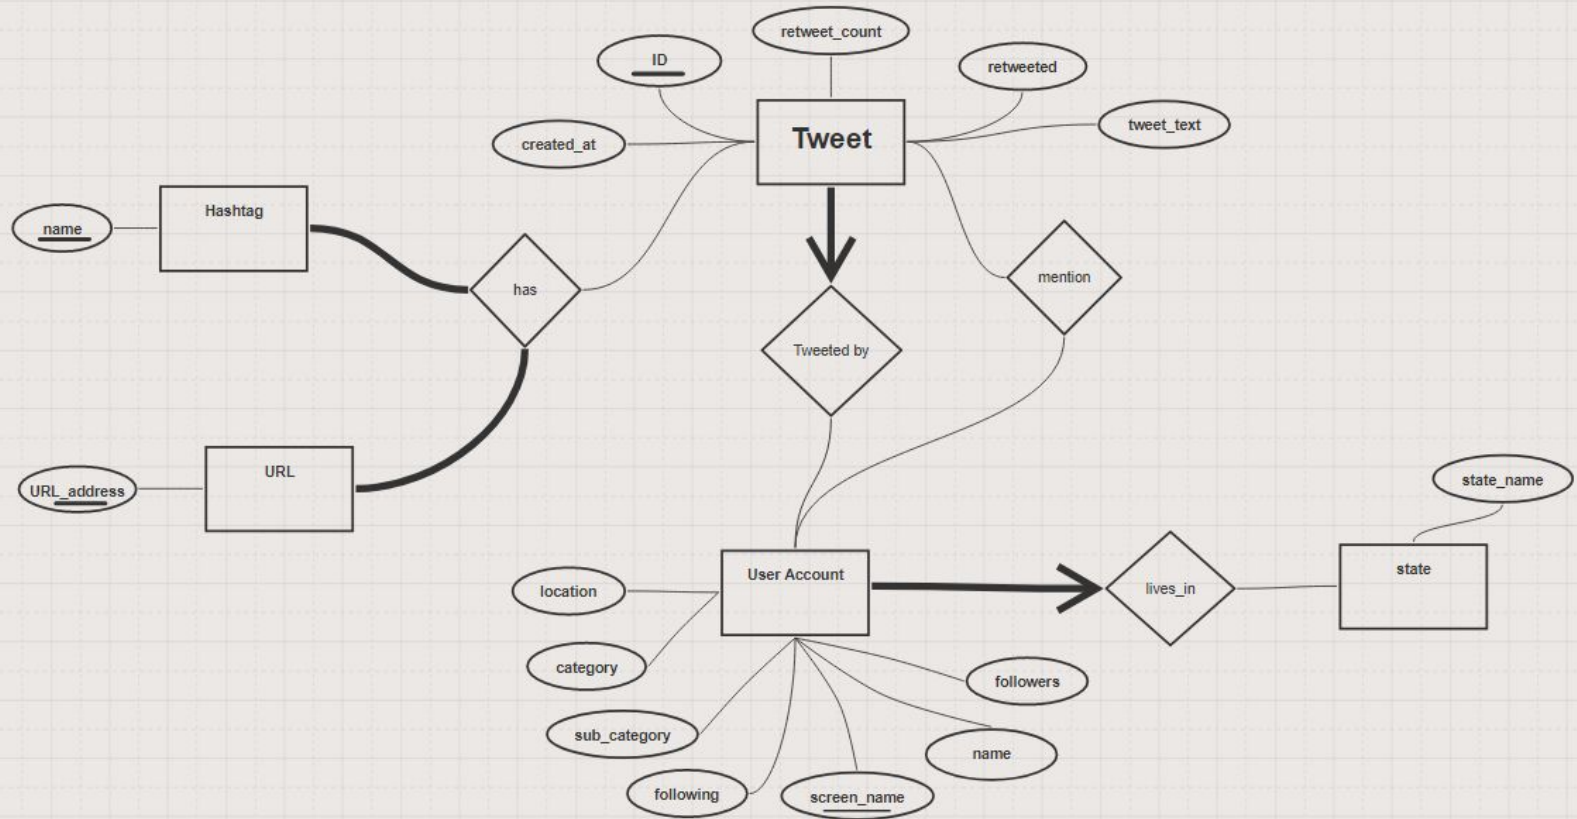 retweet_count
ID
retweeted
tweet_text
Tweet
created_at
Hashtag
name
has
mention
Tweeted by
URL
URL_address
state_name
User Account
state
location
lives_in
category
followers
sub_category
name
following
screen_name